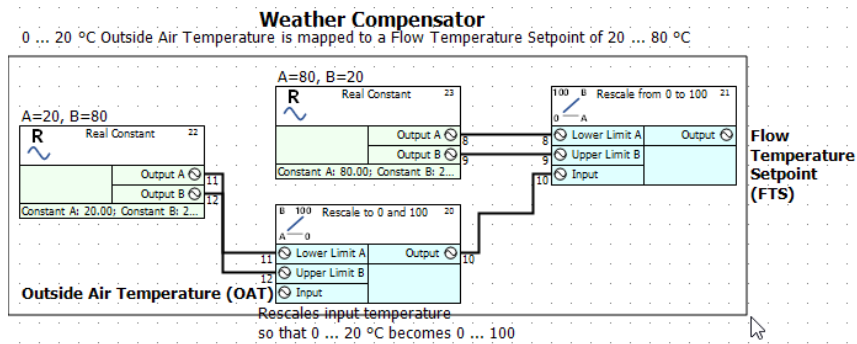 Weather Compensator
0 ... 20 °C Outside Air Temperature is mapped to a Flow Temperature Setpoint of 20 ... 80 °C
A=80, B=20
R Real Constant 23
Output A 8
Output B 9
Constant A: 80.00; Constant B: 2...
100 B Rescale from 0 to 100 21
0 A
8 Lower Limit A Output
9 Upper Limit B
10 Input
Flow
Temperature
Setpoint
(FTS)
A=20, B=80
R Real Constant 22
Output A 11
Output B 12
Constant A: 20.00; Constant B: 2...
B 100 Rescale to 0 and 100 20
A 0
11 Lower Limit A Output 10
12 Upper Limit B
Outside Air Temperature (OAT) Input
Rescales input temperature
so that 0 ... 20 °C becomes 0 ... 100